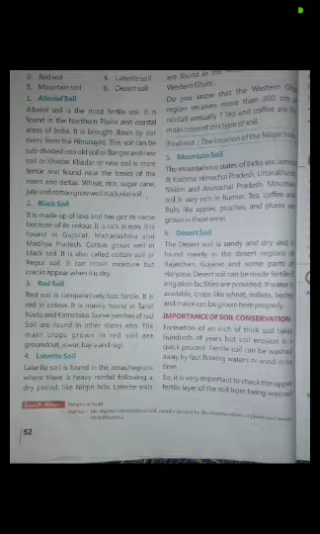 3. Red soil 4. Laterite soil
5. Mountain soil 6. Desert soil
1. Alluvial Soil
Alluvial soil is the most fertile soil. It is
found in the Northern Plains and coastal
areas of India. It is brought down by our
rivers from the Himalayas. This soil can be
sub-divided into old soil or Bangar and new
soil or Khadar. Khadar or new soil is more
fertile and found near the banks of the
rivers and deltas. Wheat, rice, sugar cane,
jute and cotton grow well in alluvial soil.
2. Black Soil
It is made up of lava and has got its name
because of its colour. It is rich in iron. It is
found in Gujarat, Maharashtra and
Madhya Pradesh. Cotton grows well in
black soil. It is also called cotton soil or
Regur soil. It can retain moisture but
cracks appear when it is dry.
3. Red Soil
Red soil is comparatively less fertile. It is
red in colour. It is mainly found in Tamil
Nadu and Karnataka. Some patches of red
Soil are found in other states also. The
main crops grown in red soil are
groundnut, jowar, bajra and ragi.
4. Laterite Soil
Laterite soil is found in the areas/regions
where there is heavy rainfall following a
dry period, like Nilgiri hills. Laterite soils
are found in the
Western Ghats.
Do you know that the Western
region receives more than 300 cm
rainfall annually? Tea and coffee are the
main crops of this type of soil.
Find out : The location of the Nilgiri
5. Mountain Soil
The mountainous states of India are
J& Kashmir, Himachal Pradesh, Uttarakhand,
Sikkim and Arunachal Pradesh. Mountain
soil is very rich in humus. Tea, coffee and
fruits like apples, peaches, and plums are
grown in these areas.
6. Desert Soil
The Desert soil is sandy and dry and is
found mainly in the desert regions of
Rajasthan, Gujarat and some parts of
Haryana. Desert soil can be made fertile if
irrigation facilities are provided. If water is
available, crops like wheat, millets, barley
and maize can be grown here properly.
IMPORTANCE OF SOIL CONSERVATION
Formation of an inch of thick soil takes
hundreds of years but soil erosion is a
quick process. Fertile soil can be washed
away by fast flowing waters or wind in no
time.
So, it is very important to check the upper
fertile layer of the soil from being washed
52